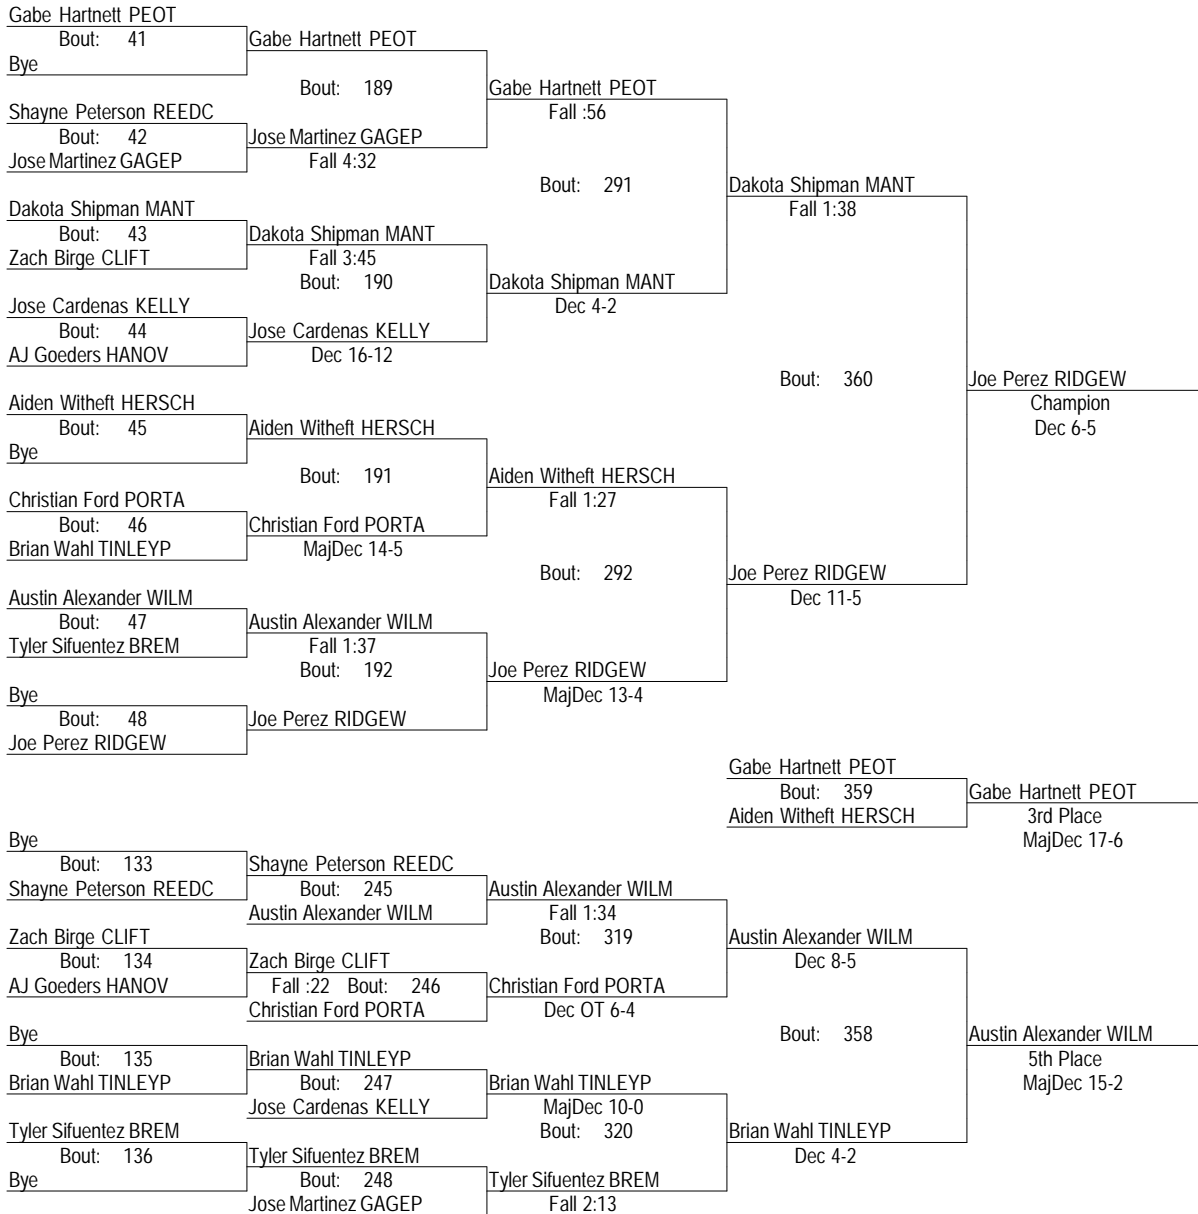 Gabe Hartnett PEOT
Bout: 41
Gabe Hartnett PEOT
Bye
Bout: 189
Gabe Hartnett PEOT
Fall :56
Shayne Peterson REEDC
Bout: 42
Jose Martinez GAGEP
Jose Martinez GAGEP
Fall 4:32
Bout: 291
Dakota Shipman MANT
Fall 1:38
Dakota Shipman MANT
Bout: 43
Dakota Shipman MANT
Zach Birge CLIFT
Fall 3:45
Bout: 190
Dakota Shipman MANT
Dec 4-2
Jose Cardenas KELLY
Bout: 44
Jose Cardenas KELLY
AJ Goeders HANOV
Dec 16-12
Bout: 360
Joe Perez RIDGEW
Champion
Dec 6-5
Aiden Witheft HERSCH
Bout: 45
Aiden Witheft HERSCH
Bye
Bout: 191
Aiden Witheft HERSCH
Fall 1:27
Christian Ford PORTA
Bout: 46
Christian Ford PORTA
Brian Wahl TINLEYP
MajDec 14-5
Bout: 292
Joe Perez RIDGEW
Dec 11-5
Austin Alexander WILM
Bout: 47
Austin Alexander WILM
Tyler Sifuentez BREM
Fall 1:37
Bout: 192
Joe Perez RIDGEW
MajDec 13-4
Bye
Bout: 48
Joe Perez RIDGEW
Joe Perez RIDGEW
Gabe Hartnett PEOT
Bout: 359
Gabe Hartnett PEOT
Aiden Witheft HERSCH
3rd Place
MajDec 17-6
Bye
Bout: 133
Shayne Peterson REEDC
Shayne Peterson REEDC
Bout: 245
Austin Alexander WILM
Austin Alexander WILM
Fall 1:34
Bout: 319
Austin Alexander WILM
Dec 8-5
Zach Birge CLIFT
Bout: 134
Zach Birge CLIFT
AJ Goeders HANOV
Fall :22 Bout: 246
Christian Ford PORTA
Christian Ford PORTA
Dec OT 6-4
Bout: 358
Austin Alexander WILM
5th Place
MajDec 15-2
Bye
Bout: 135
Brian Wahl TINLEYP
Brian Wahl TINLEYP
Bout: 247
Brian Wahl TINLEYP
Jose Cardenas KELLY
MajDec 10-0
Bout: 320
Brian Wahl TINLEYP
Dec 4-2
Tyler Sifuentez BREM
Bout: 136
Tyler Sifuentez BREM
Bye
Bout: 248
Tyler Sifuentez BREM
Jose Martinez GAGEP
Fall 2:13